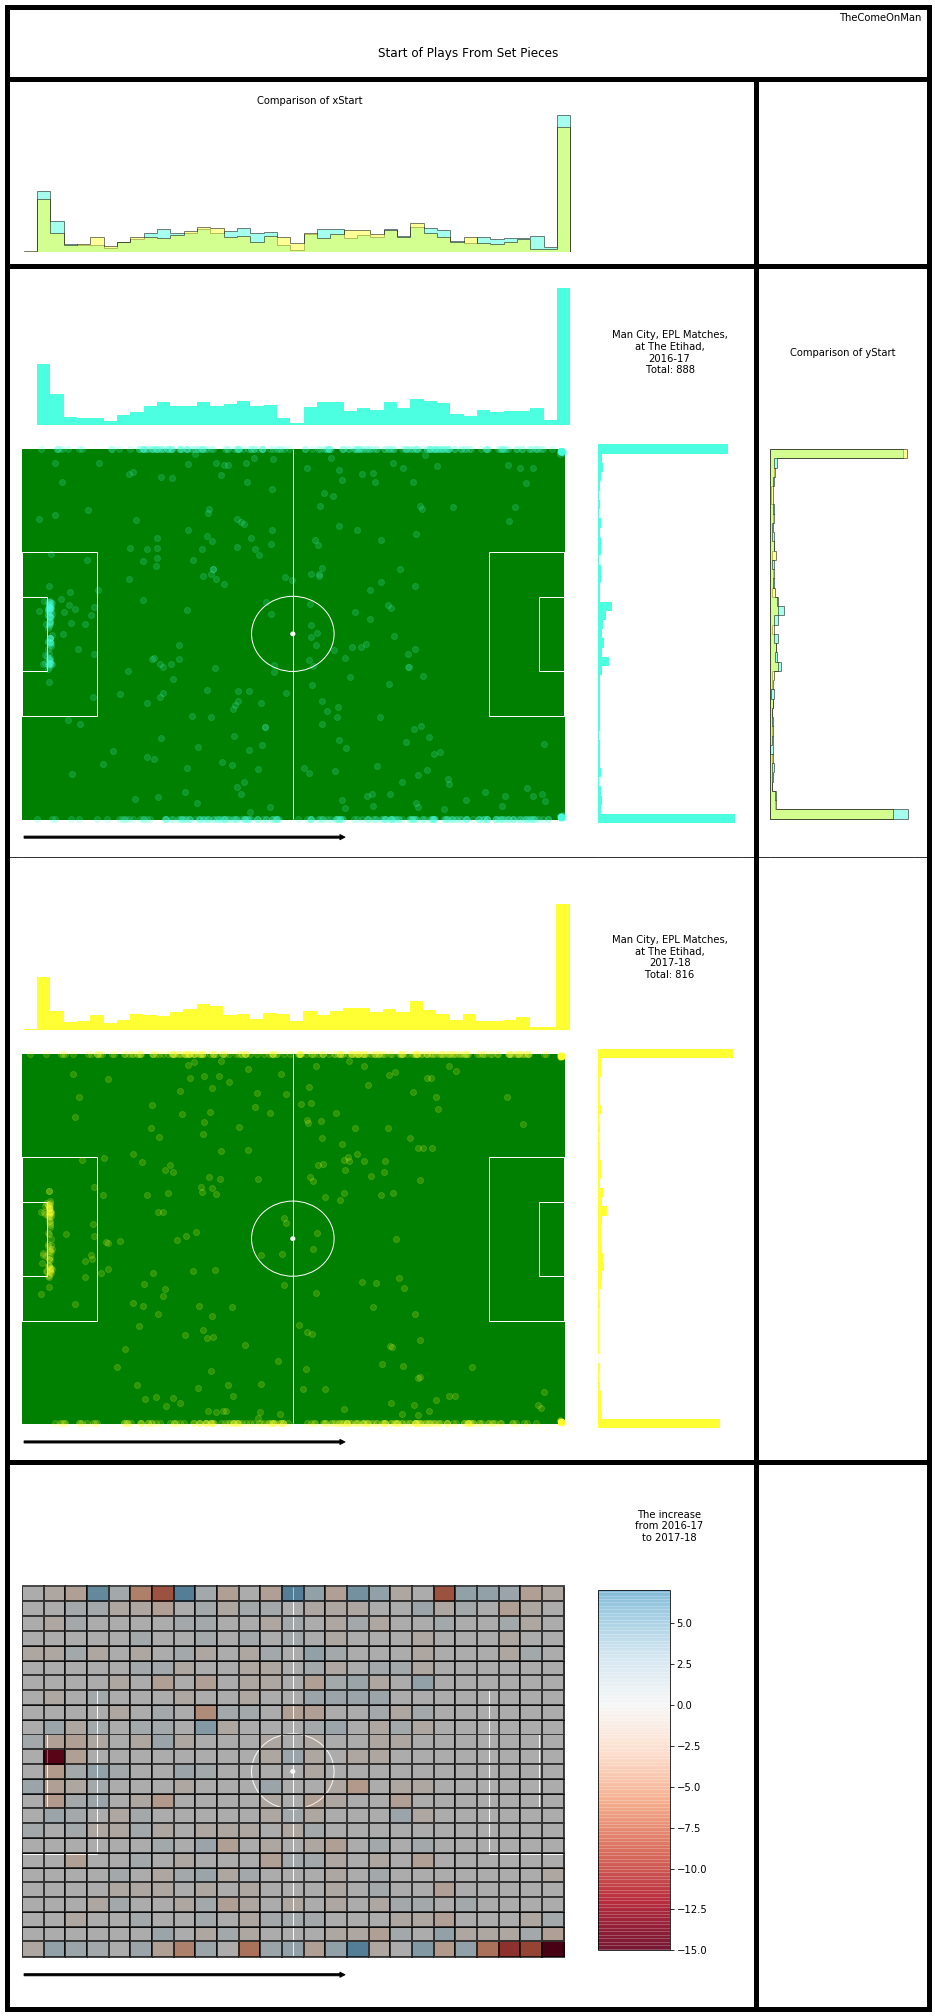 TheComeOnMan
Start of Plays From Set Pieces
Comparison of xStart
Man City, EPL Matches,
at The Etihad,
2016-17
Total: 888
Comparison of yStart
Man City, EPL Matches,
at The Etihad,
2017-18
Total: 816
The increase
from 2016-17
to 2017-18
5.0
2.5
0.0
−2.5
−5.0
−7.5
−10.0
−12.5
−15.0